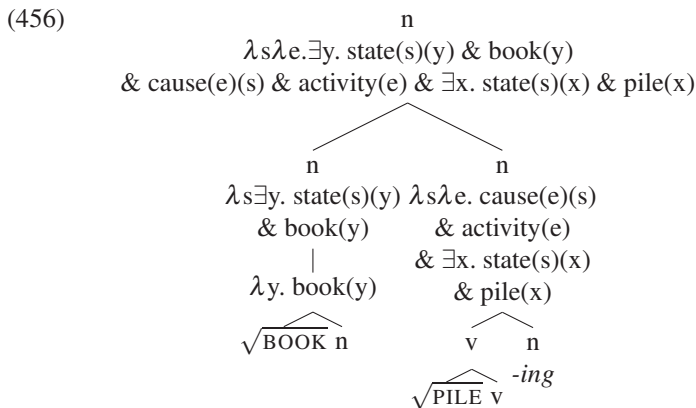 (456) n
λsλe.∃y. state(s)(y) & book(y)
& cause(e)(s) & activity(e) & ∃x. state(s)(x) & pile(x)
n n
λs∃y. state(s)(y) λsλe. cause(e)(s)
& book(y) & activity(e)
& ∃x. state(s)(x)
λy. book(y) & pile(x)
√BOOK n v n
-ing
√PILE v